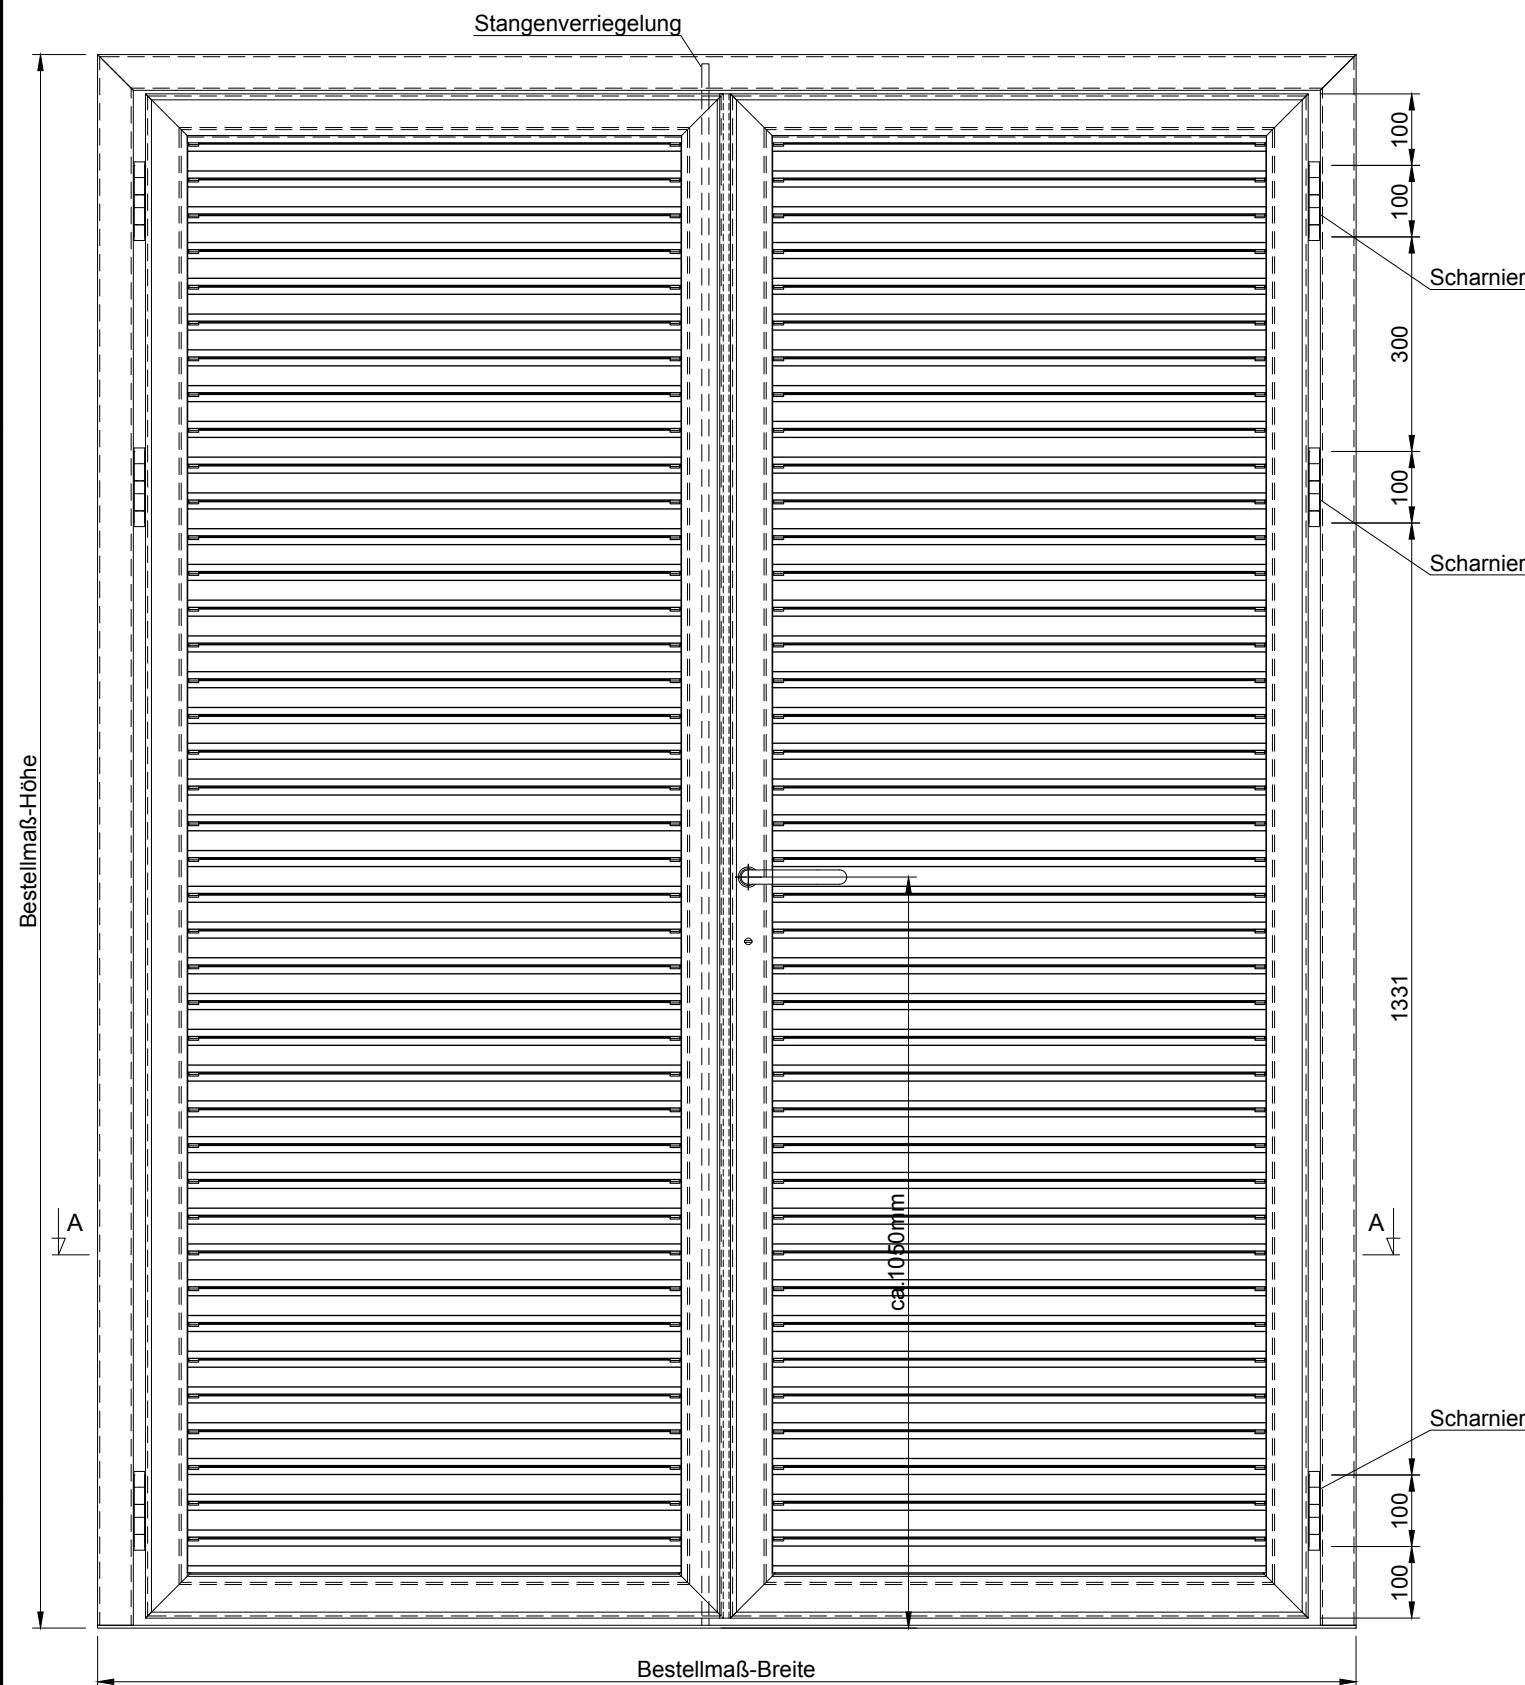 Stangenverriegelung
100
100
Scharnier
300
100
Scharnier
Bestellmaß-Höhe
1331
ca.1050mm
A
A
Scharnier
100
100
Bestellmaß-Breite